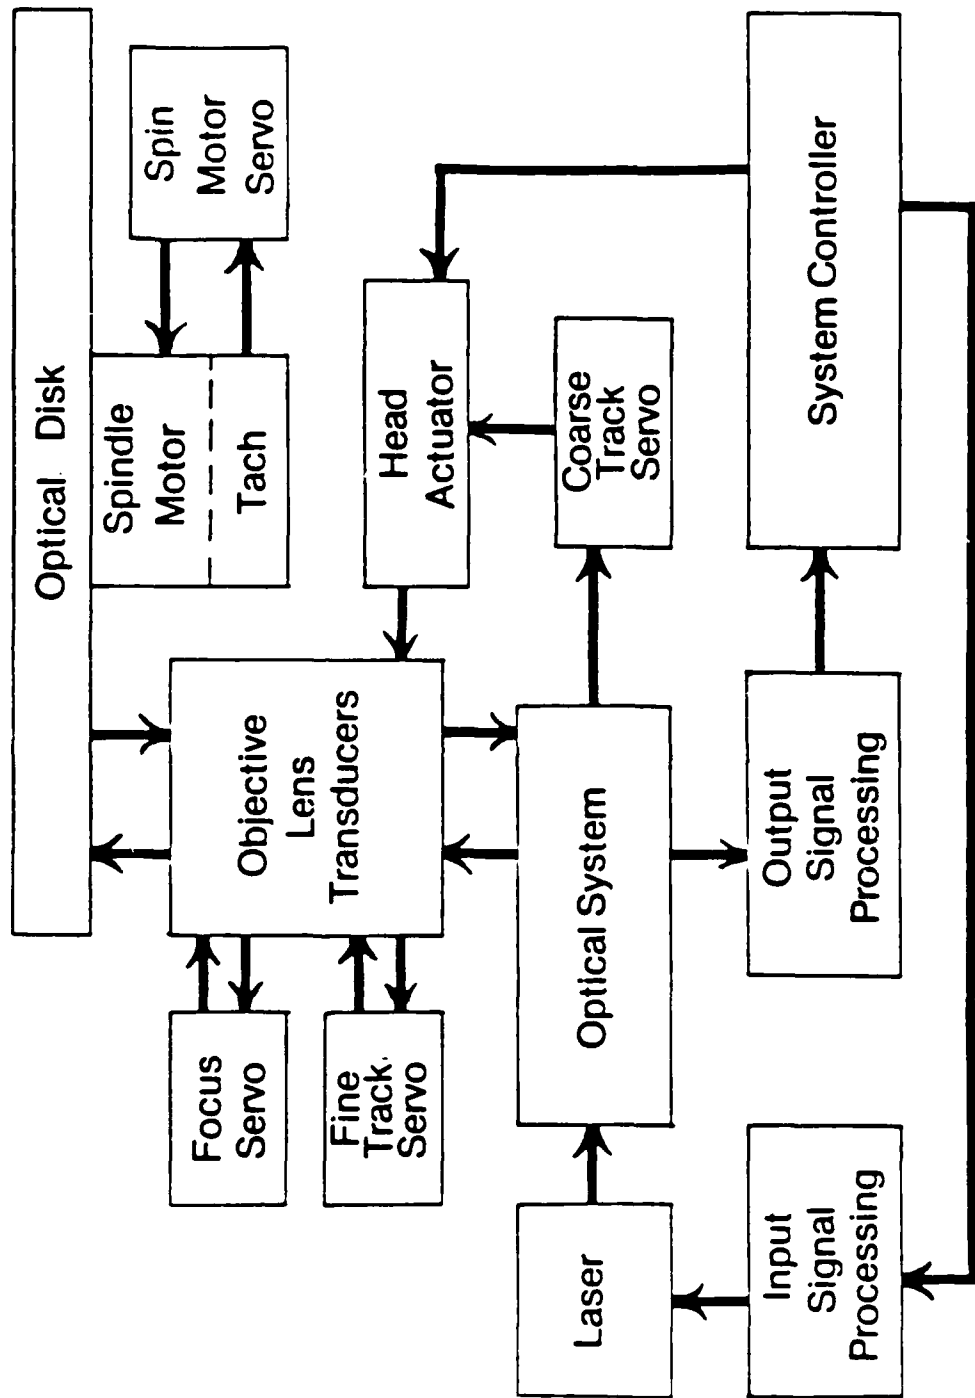 Optical Disk
Focus
Servo
Spindle
Motor
Tach
Spin
Motor
Servo
Objective
Lens
Transducers
Fine
Track
Servo
Head
Actuator
Laser
Optical System
Coarse
Track
Servo
Input
Signal
Processing
Output
Signal
Processing
System Controller